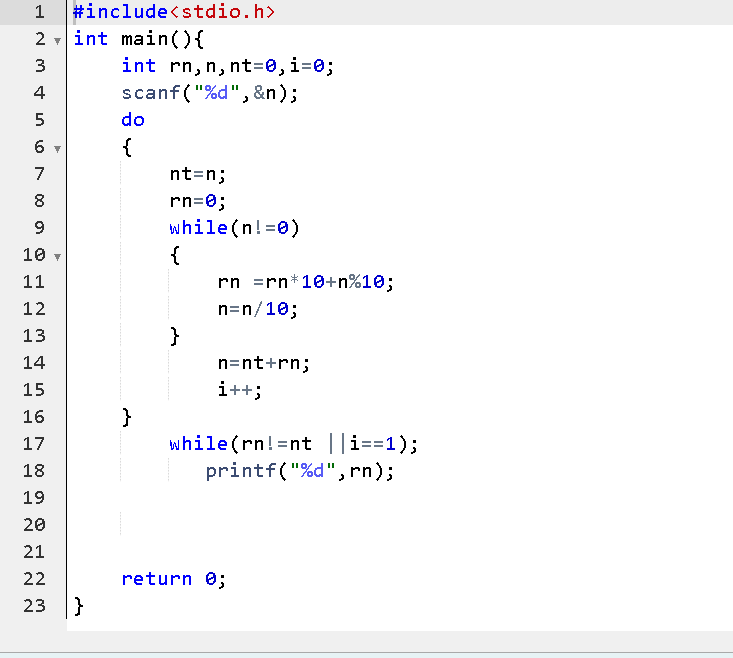 1 #include<stdio.h>
2 int main(){
3     int rn,n,nt=0,i=0;
4     scanf("%d",&n);
5     do
6     {
7         nt=n;
8         rn=0;
9         while(n!=0)
10         {
11             rn =rn*10+n%10;
12             n=n/10;
13         }
14             n=nt+rn;
15             i++;
16     }
17         while(rn!=nt ||i==1);
18            printf("%d",rn);
19
20
21
22     return 0;
23 }